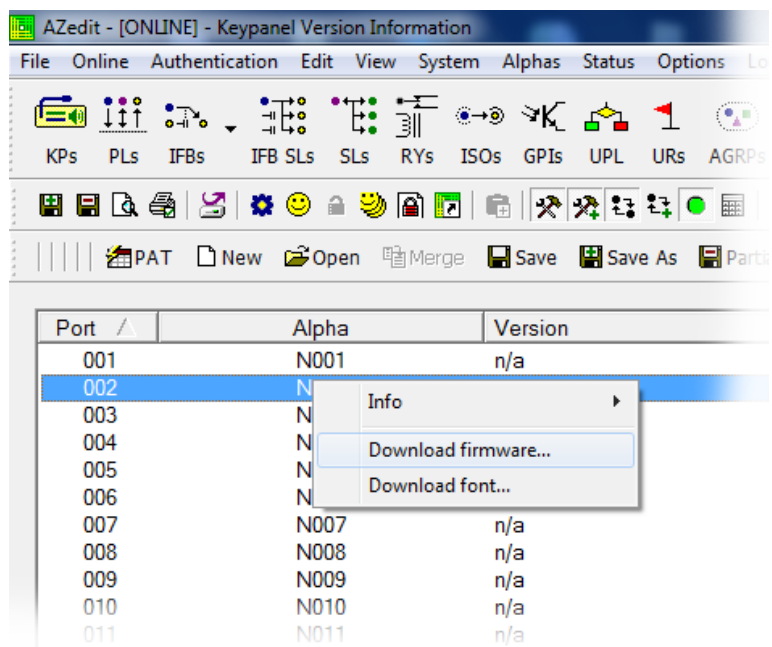 AZedit - [ONLINE] - Keypanel Version Information
File Online Authentication Edit View System Alphas Status Options
KPs PLs IFBs IFB SLs SLs RYs ISOs GPIs UPL URs AGRPs
PAT New Open Merge Save Save As Partia
Port Alpha Version
001 N001 n/a
002 N
Info
003 N
004 N
Download firmware...
005 N
Download font...
006 N
007 N007 n/a
008 N008 n/a
009 N009 n/a
010 N010 n/a
011 N011 n/a